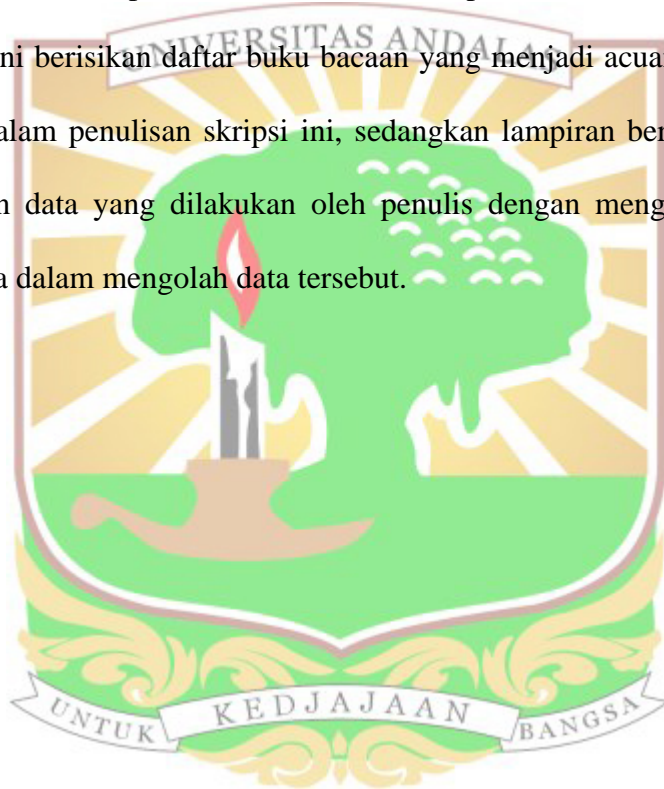 UNIVERSITAS ANDALAS
ni berisikan daftar buku bacaan yang menjadi acua
alam penulisan skripsi ini, sedangkan lampiran ber
n data yang dilakukan oleh penulis dengan meng
a dalam mengolah data tersebut.
UNTUK KEDJAJAAN BANGSA